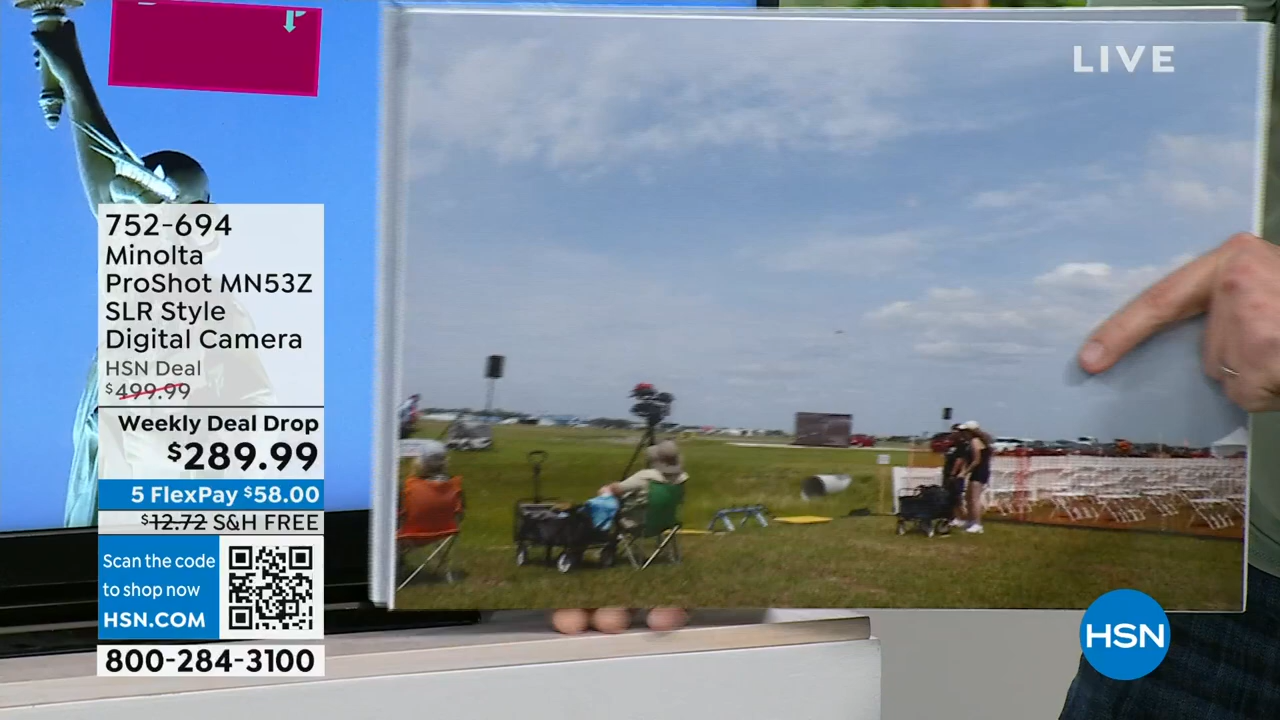 LIVE
752-694
Minolta
ProShot MN53Z
SLR Style
Digital Camera
HSN Deal
$499.99
Weekly Deal Drop
$289.99
5 FlexPay $58.00
$12.72 S&H FREE
Scan the code
to shop now
HSN.COM
800-284-3100
HSN